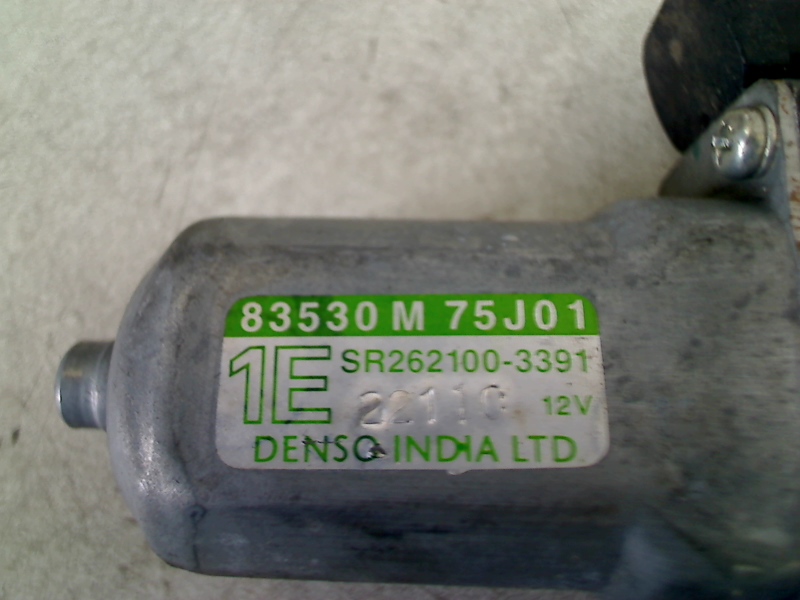 83530 M 75J01
1E SR262100-3391
12V
DENSO INDIA LTD.